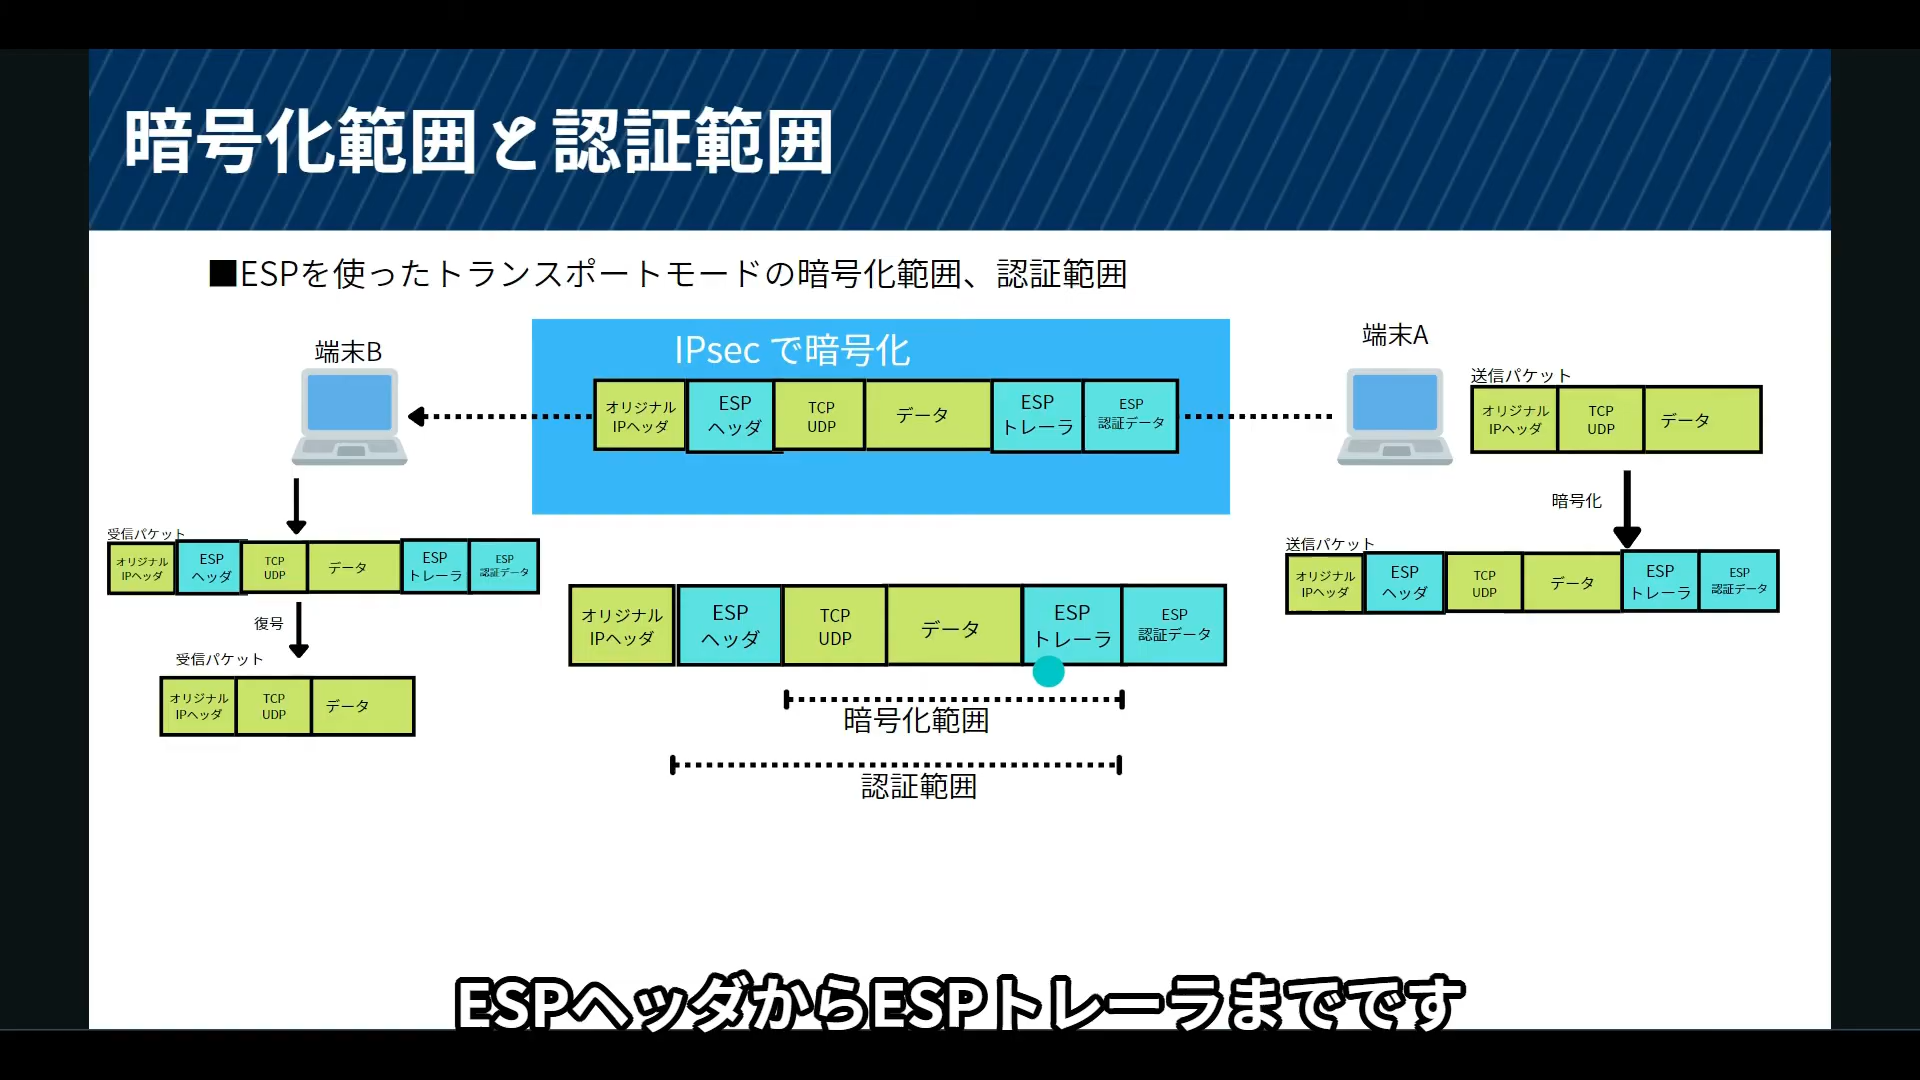 暗号化範囲と認証範囲
■ESPを使ったトランスポートモードの暗号化範囲、認証範囲
端末B
IPsec で暗号化
オリジナル
IPヘッダ
ESP
ヘッダ
TCP
UDP
データ
ESP
トレーラ
ESP
認証データ
端末A
送信パケット
オリジナル
IPヘッダ
TCP
UDP
データ
暗号化
送信パケット
オリジナル
IPヘッダ
ESP
ヘッダ
TCP
UDP
データ
ESP
トレーラ
ESP
認証データ
受信パケット
オリジナル
IPヘッダ
ESP
ヘッダ
TCP
UDP
データ
ESP
トレーラ
ESP
認証データ
復号
受信パケット
オリジナル
IPヘッダ
TCP
UDP
データ
オリジナル
IPヘッダ
ESP
ヘッダ
TCP
UDP
データ
ESP
トレーラ
ESP
認証データ
暗号化範囲
認証範囲
ESPヘッダからESPトレーラまでです